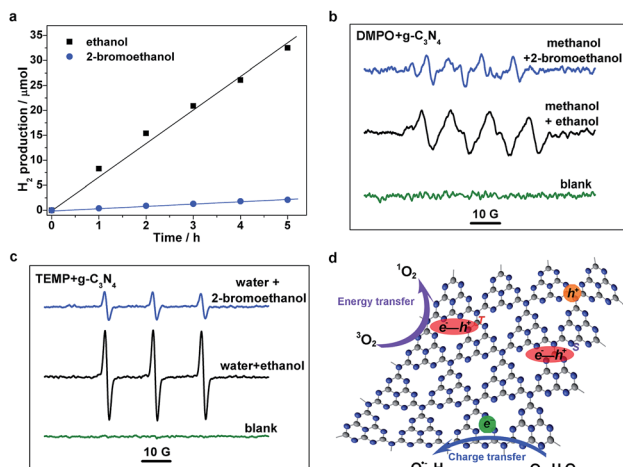 a
ethanol
2-bromoethanol
H2 production / μmol
35
30
25
20
15
10
5
0
0 1 2 3 4 5
Time / h
b
DMPO+g-C3N4
methanol
+2-bromoethanol
methanol
+ ethanol
blank
10 G
c
TEMP+g-C3N4
water +
2-bromoethanol
water+ethanol
blank
10 G
d
1O2
Energy transfer
3O2
h+
e- h+ T
e- h+ S
e-
Charge transfer